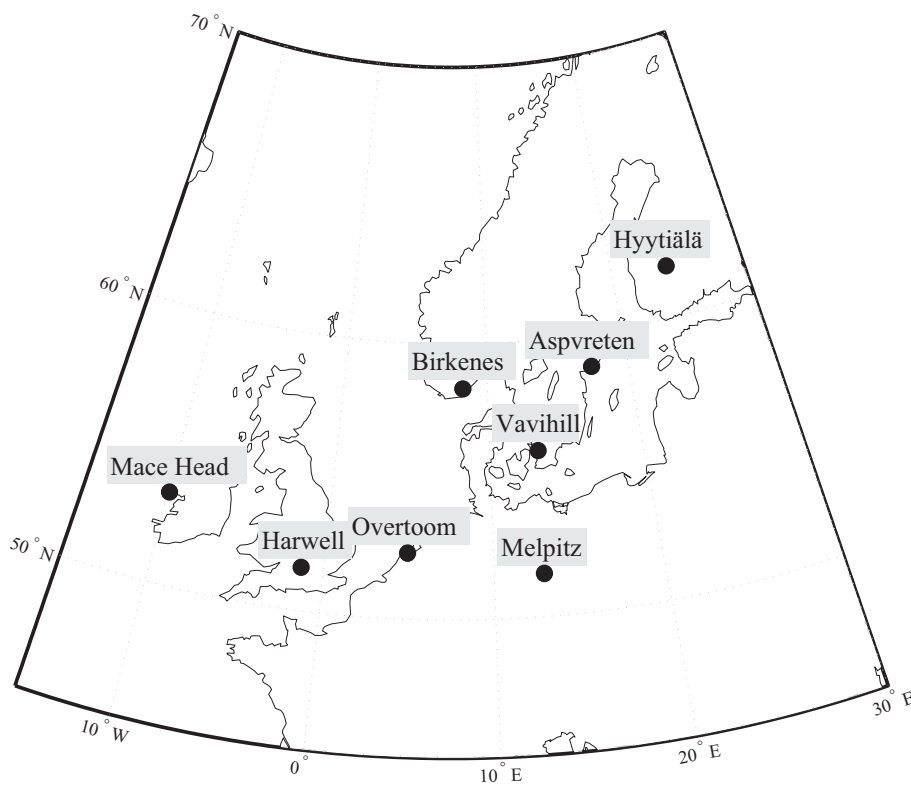 70° N
Hyytiälä
60° N
Aspvreten
Birkenes
Vavihill
Mace Head
Overtoom
Harwell
Melpitz
50° N
30° E
10° W
20° E
0°
10° E